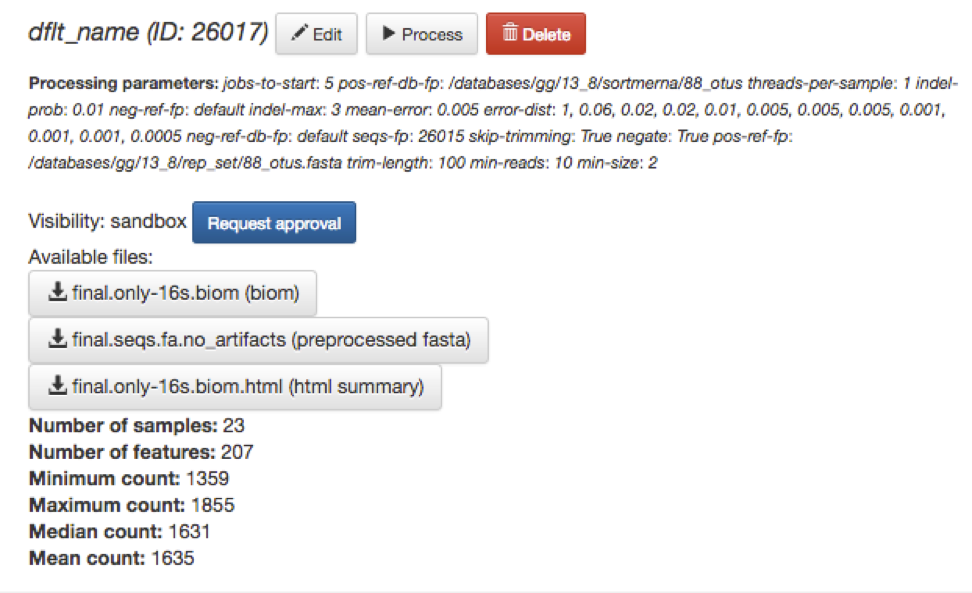 dflt_name (ID: 26017) Edit Process Delete
Processing parameters: jobs-to-start: 5 pos-ref-db-fp: /databases/gg/13_8/sortmerna/88_otus threads-per-sample: 1 indel-
prob: 0.01 neg-ref-fp: default indel-max: 3 mean-error: 0.005 error-dist: 1, 0.06, 0.02, 0.02, 0.01, 0.005, 0.005, 0.005, 0.001,
0.001, 0.001, 0.0005 neg-ref-db-fp: default seqs-fp: 26015 skip-trimming: True negate: True pos-ref-fp:
/databases/gg/13_8/rep_set/88_otus.fasta trim-length: 100 min-reads: 10 min-size: 2
Visibility: sandbox Request approval
Available files:
final.only-16s.biom (biom)
final.seqs.fa.no_artifacts (preprocessed fasta)
final.only-16s.biom.html (html summary)
Number of samples: 23
Number of features: 207
Minimum count: 1359
Maximum count: 1855
Median count: 1631
Mean count: 1635